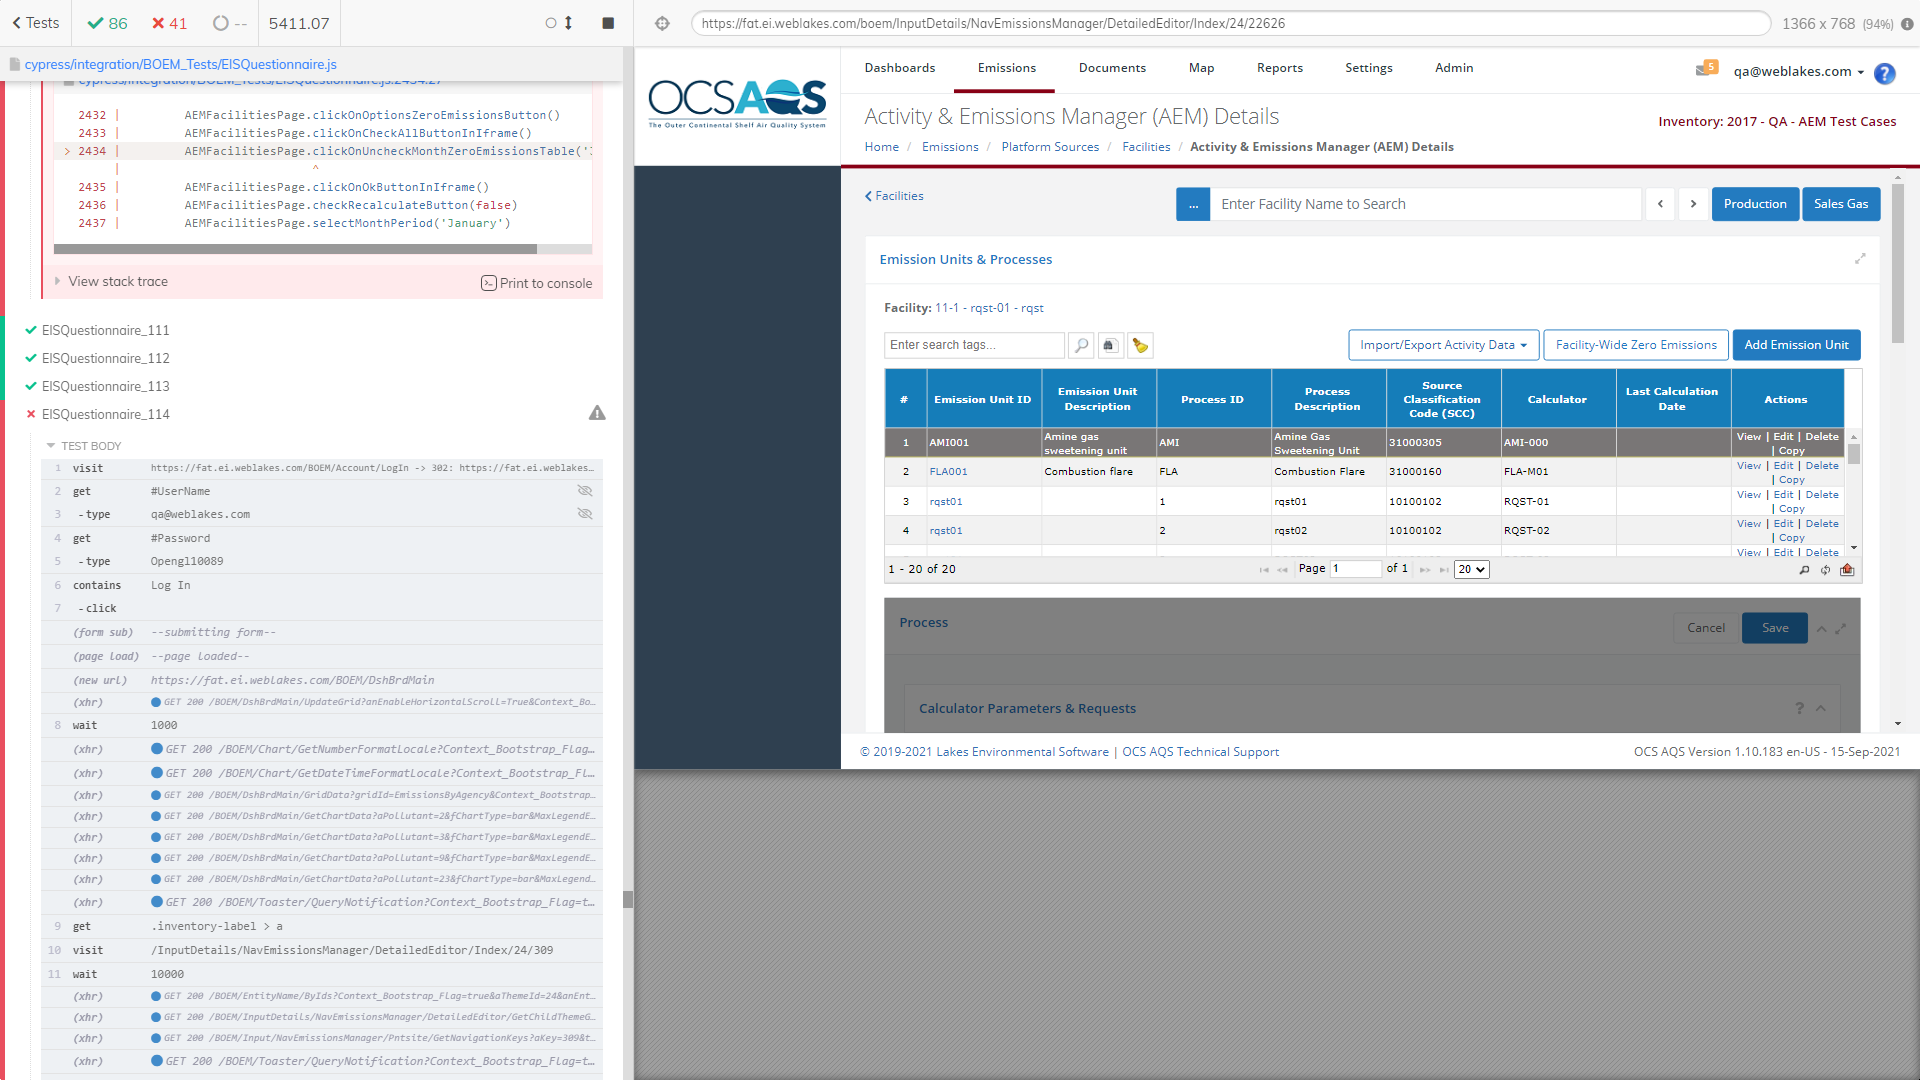 Tests
86
41
--
5411.07
cypress/integration/BOEM_Tests/EISQuestionnaire.js
cypress/integration/BOEM_Tests/EISQuestionnaire.js:2434:27
2432 | AEMFacilitiesPage.clickOnOptionsZeroEmissionsButton()
2433 | AEMFacilitiesPage.clickOnCheckAllButtonInIframe()
> 2434 | AEMFacilitiesPage.clickOnUncheckMonthZeroEmissionsTable('
| ^
2435 | AEMFacilitiesPage.clickOnOkButtonInIframe()
2436 | AEMFacilitiesPage.checkRecalculateButton(false)
2437 | AEMFacilitiesPage.selectMonthPeriod('January')
View stack trace
Print to console
EISQuestionnaire_111
EISQuestionnaire_112
EISQuestionnaire_113
EISQuestionnaire_114
TEST BODY
1 visit https://fat.ei.weblakes.com/BOEM/Account/LogIn -> 302: https://fat.ei.weblakes...
2 get #UserName
3 -type qa@weblakes.com
4 get #Password
5 -type Opengl10089
6 contains Log In
7 -click
(form sub) --submitting form--
(page load) --page loaded--
(new url) https://fat.ei.weblakes.com/BOEM/DshBrdMain
(xhr) GET 200 /BOEM/DshBrdMain/UpdateGrid?anEnableHorizontalScroll=True&Context_Bo...
8 wait 1000
(xhr) GET 200 /BOEM/Chart/GetNumberFormatLocale?Context_Bootstrap_Flag...
(xhr) GET 200 /BOEM/Chart/GetDateTimeFormatLocale?Context_Bootstrap_Fl...
(xhr) GET 200 /BOEM/DshBrdMain/GridData?gridId=EmissionsByAgency&Context_Bootstrap...
(xhr) GET 200 /BOEM/DshBrdMain/GetChartData?aPollutant=2&fChartType=bar&MaxLegendE...
(xhr) GET 200 /BOEM/DshBrdMain/GetChartData?aPollutant=3&fChartType=bar&MaxLegendE...
(xhr) GET 200 /BOEM/DshBrdMain/GetChartData?aPollutant=9&fChartType=bar&MaxLegendE...
(xhr) GET 200 /BOEM/DshBrdMain/GetChartData?aPollutant=23&fChartType=bar&MaxLegend...
(xhr) GET 200 /BOEM/Toaster/QueryNotification?Context_Bootstrap_Flag=t...
9 get .inventory-label > a
10 visit /InputDetails/NavEmissionsManager/DetailedEditor/Index/24/309
11 wait 10000
(xhr) GET 200 /BOEM/EntityName/ByIds?Context_Bootstrap_Flag=true&aThemeId=24&anEnt...
(xhr) GET 200 /BOEM/InputDetails/NavEmissionsManager/DetailedEditor/GetChildThemeG...
(xhr) GET 200 /BOEM/Input/NavEmissionsManager/Pntsite/GetNavigationKeys?aKey=309&t...
(xhr) GET 200 /BOEM/Toaster/QueryNotification?Context_Bootstrap_Flag=t...
https://fat.ei.weblakes.com/boem/InputDetails/NavEmissionsManager/DetailedEditor/Index/24/22626
1366 x 768 (94%)
OCSAQS
The Outer Continental Shelf Air Quality System
Dashboards Emissions Documents Map Reports Settings Admin
5 qa@weblakes.com ?
Activity & Emissions Manager (AEM) Details
Inventory: 2017 - QA - AEM Test Cases
Home / Emissions / Platform Sources / Facilities / Activity & Emissions Manager (AEM) Details
Facilities
... Enter Facility Name to Search
Production
Sales Gas
Emission Units & Processes
Facility: 11-1 - rqst-01 - rqst
Enter search tags...
Import/Export Activity Data
Facility-Wide Zero Emissions
Add Emission Unit
# Emission Unit ID Emission Unit Description Process ID Process Description Source Classification Code (SCC) Calculator Last Calculation Date Actions
1 AMI001 Amine gas sweetening unit AMI Amine Gas Sweetening Unit 31000305 AMI-000 View | Edit | Delete | Copy
2 FLA001 Combustion flare FLA Combustion Flare 31000160 FLA-M01 View | Edit | Delete | Copy
3 rqst01 1 rqst01 10100102 RQST-01 View | Edit | Delete | Copy
4 rqst01 2 rqst02 10100102 RQST-02 View | Edit | Delete | Copy
View | Edit | Delete
1 - 20 of 20
Page 1 of 1
20
Process
Cancel
Save
Calculator Parameters & Requests
?
© 2019-2021 Lakes Environmental Software | OCS AQS Technical Support
OCS AQS Version 1.10.183 en-US - 15-Sep-2021